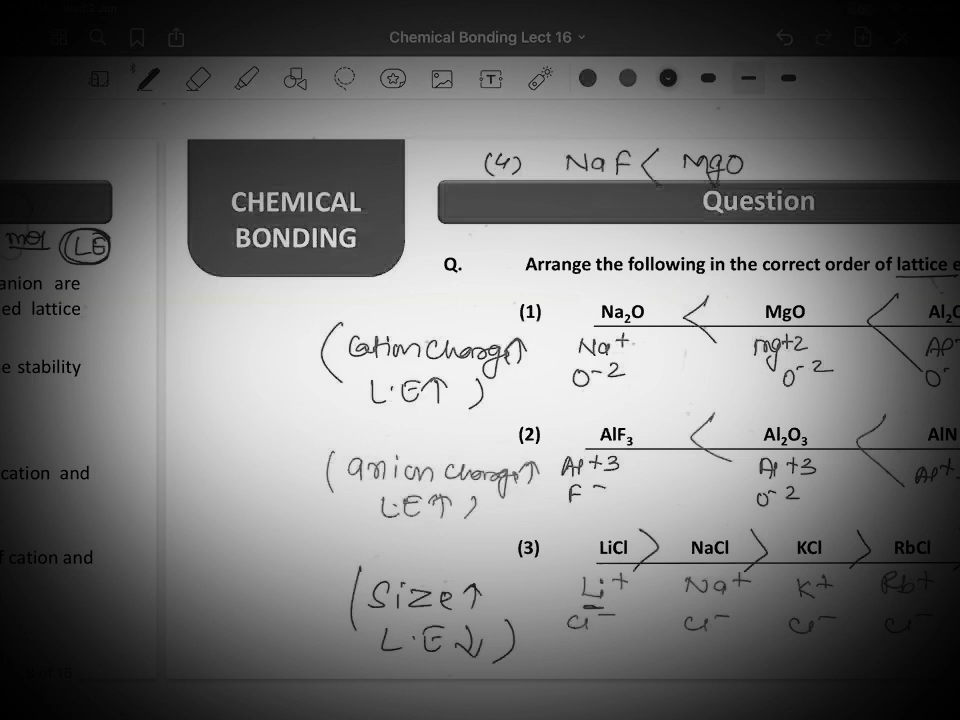 Chemical Bonding Lect 16
(4) NaF < MgO
CHEMICAL
BONDING
Question
mol (LE)
anion are
ed lattice
e stability
cation and
f cation and
Q. Arrange the following in the correct order of lattice e
(1) Na₂O < MgO < Al₂O
(Cation charge↑ Na+ Mg+2
L.E↑) O-2 O-2 O-
(2) AlF₃ < Al₂O₃ < AlN
(anion charge↑ Al+3 Al+3 Al+
L.E↑) F- O-2
(3) LiCl > NaCl > KCl > RbCl
(Size↑ Li+ Na+ K+ Rb+
L.E↓) Cl- Cl- Cl- Cl-